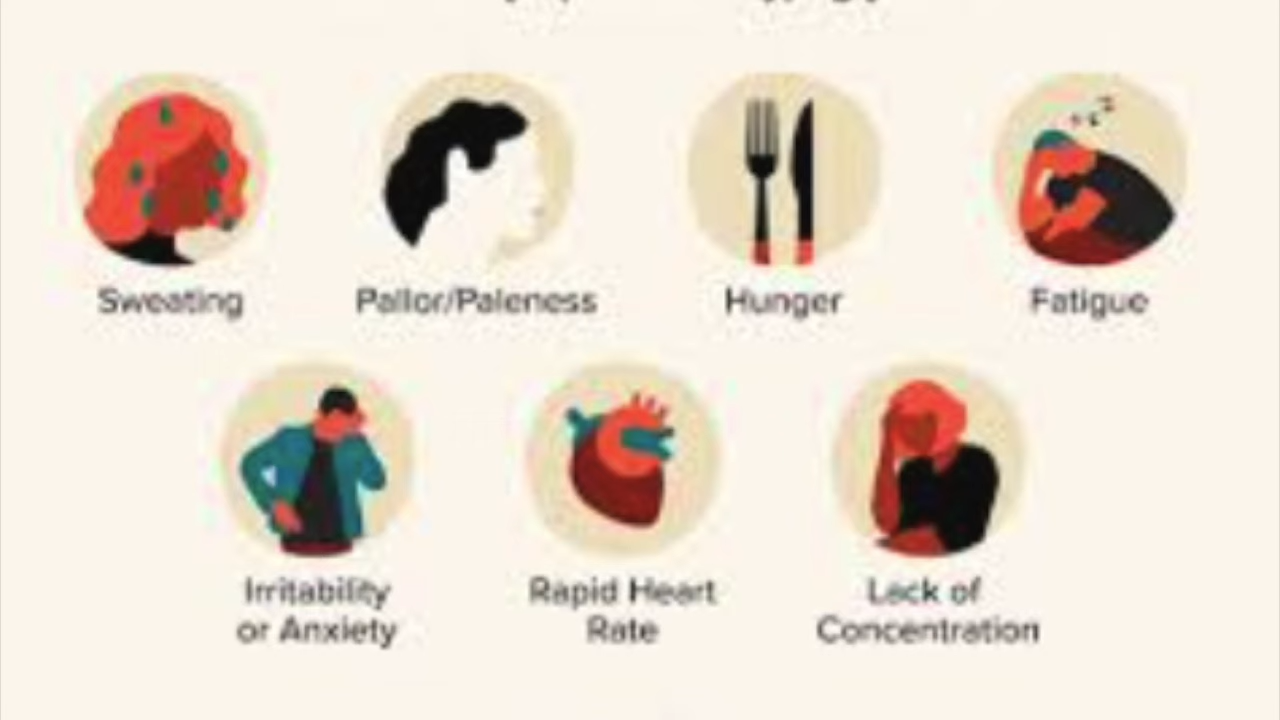 Sweating
Pallor/Paleness
Hunger
Fatigue
Irritability
or Anxiety
Rapid Heart
Rate
Lack of
Concentration